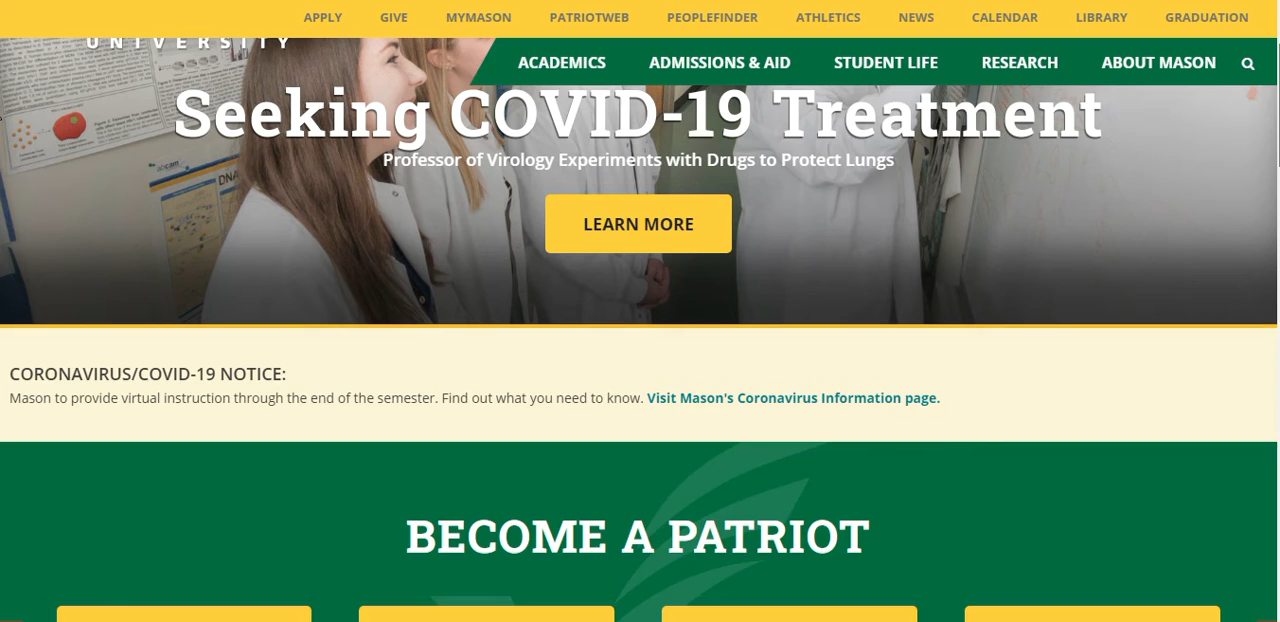 APPLY GIVE MYMASON PATRIOTWEB PEOPLEFINDER ATHLETICS NEWS CALENDAR LIBRARY GRADUATION
UNIVERSITY
ACADEMICS ADMISSIONS & AID STUDENT LIFE RESEARCH ABOUT MASON
Seeking COVID-19 Treatment
Professor of Virology Experiments with Drugs to Protect Lungs
abcam
DNA
LEARN MORE
CORONAVIRUS/COVID-19 NOTICE:
Mason to provide virtual instruction through the end of the semester. Find out what you need to know. Visit Mason's Coronavirus Information page.
BECOME A PATRIOT